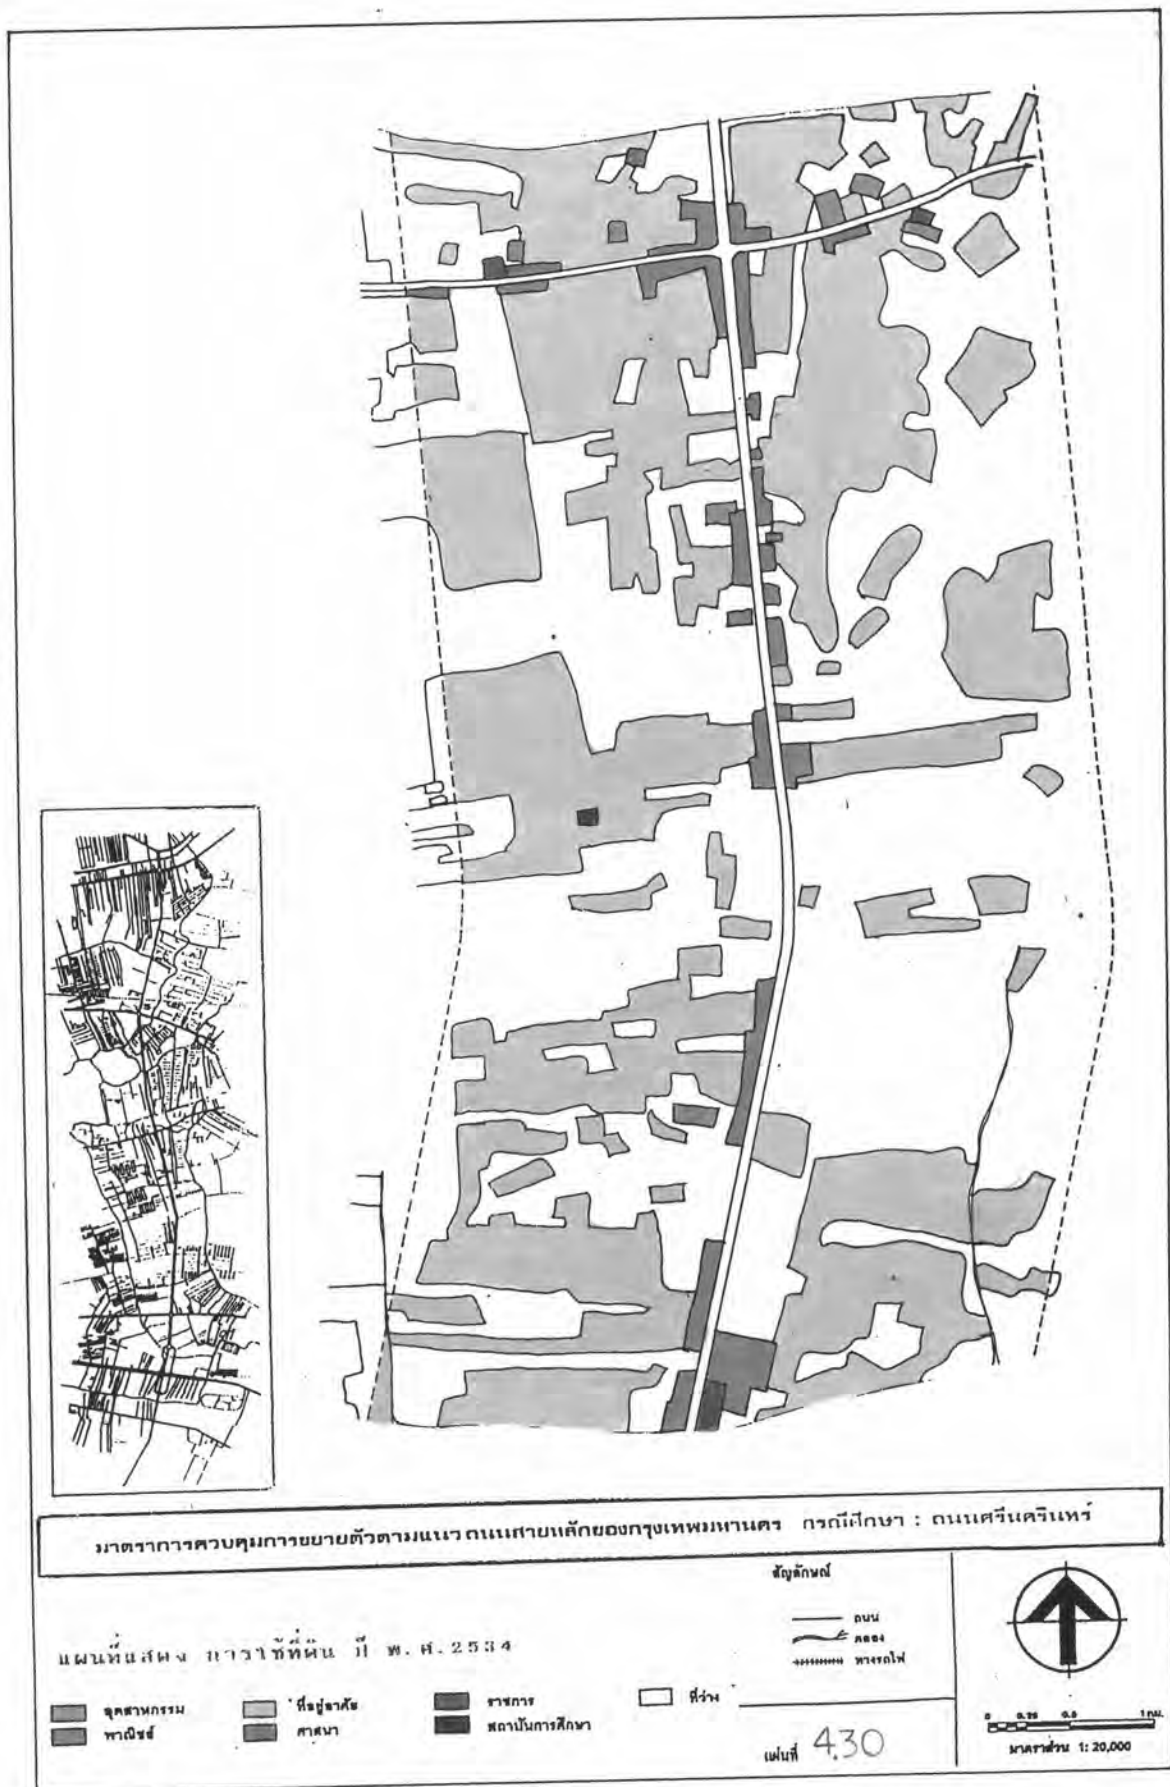 มาตราการควบคุมการขยายตัวตามแนวถนนสายหลักของกรุงเทพมหานคร กรณีศึกษา : ถนนศรีนครินทร์
สัญลักษณ์
ถนน
คลอง
ทางรถไฟ
แผนที่แสดง การใช้ที่ดิน ปี พ.ศ.2534
อุตสาหกรรม ที่อยู่อาศัย ราชการ ที่ว่าง
พาณิชย์ ศาสนา สถาบันการศึกษา
แผ่นที่ 4.30
0 0.25 0.5 1 กม.
มาตราส่วน 1: 20,000